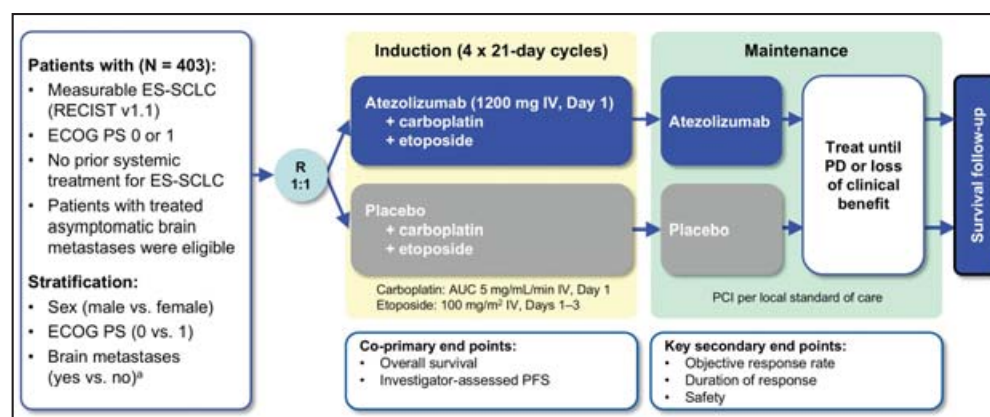 Patients with (N = 403):
• Measurable ES-SCLC
(RECIST v1.1)
• ECOG PS 0 or 1
• No prior systemic
treatment for ES-SCLC
• Patients with treated
asymptomatic brain
metastases were eligible
Stratification:
• Sex (male vs. female)
• ECOG PS (0 vs. 1)
• Brain metastases
(yes vs. no)ᵃ
R
1:1
Induction (4 x 21-day cycles)
Atezolizumab (1200 mg IV, Day 1)
+ carboplatin
+ etoposide
Placebo
+ carboplatin
+ etoposide
Carboplatin: AUC 5 mg/mL/min IV, Day 1
Etoposide: 100 mg/m² IV, Days 1–3
Maintenance
Atezolizumab
Placebo
Treat until
PD or loss
of clinical
benefit
PCI per local standard of care
Survival follow-up
Co-primary end points:
• Overall survival
• Investigator-assessed PFS
Key secondary end points:
• Objective response rate
• Duration of response
• Safety